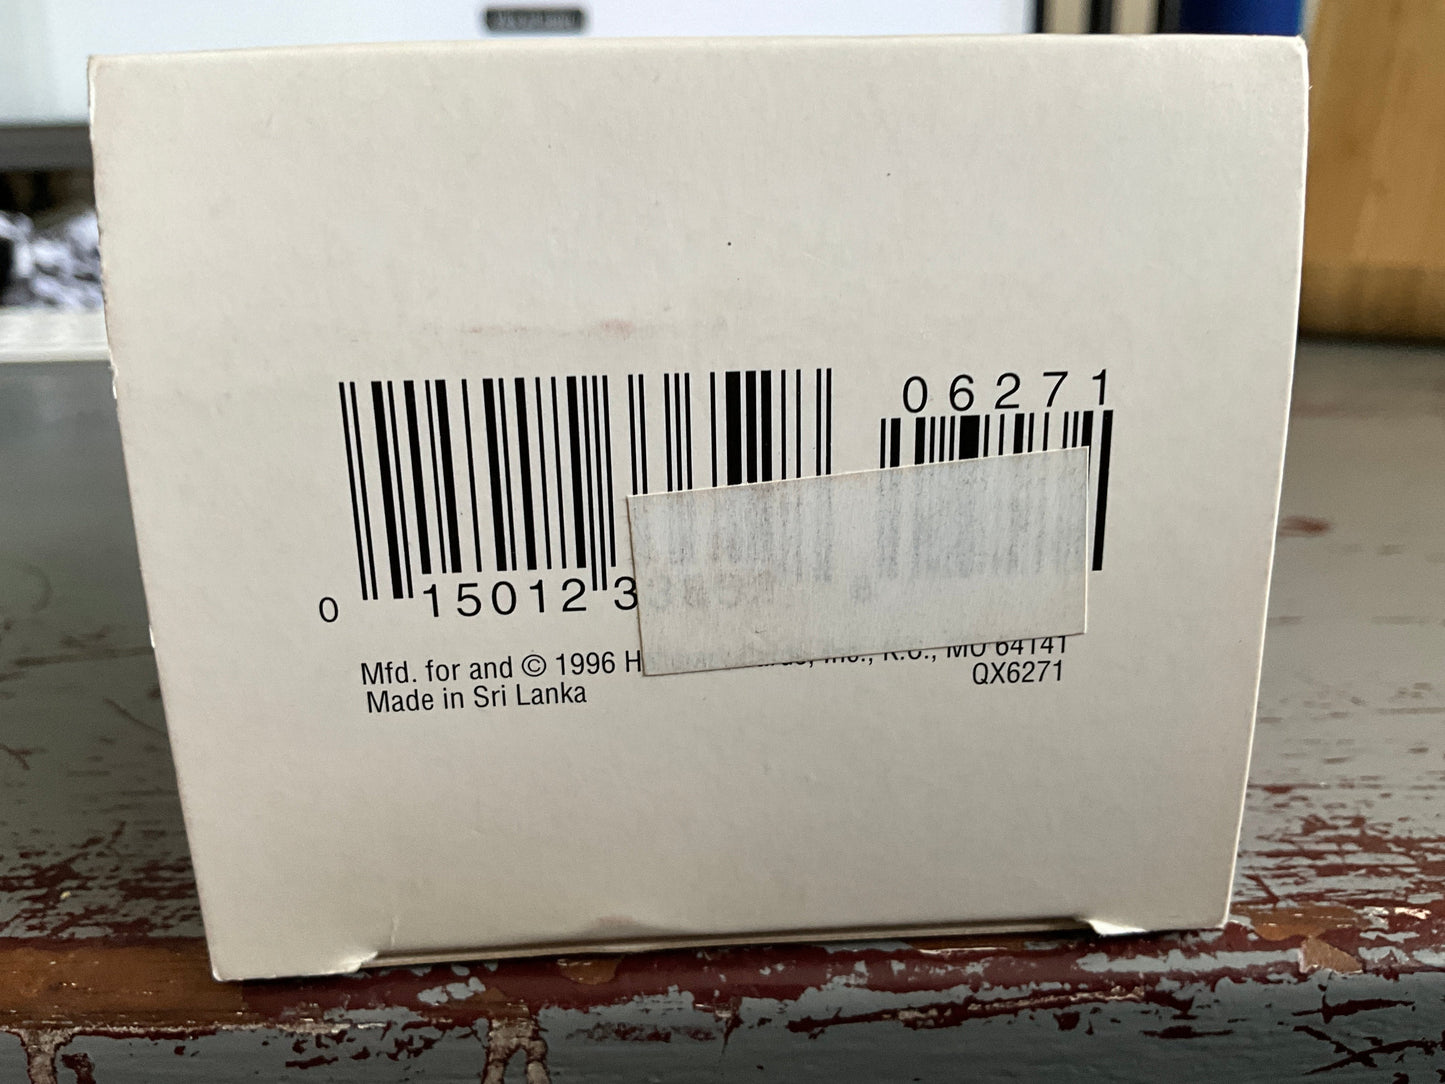 06271
0 15012 3
Mfd. for and © 1996 H
MO 64141
QX6271
Made in Sri Lanka